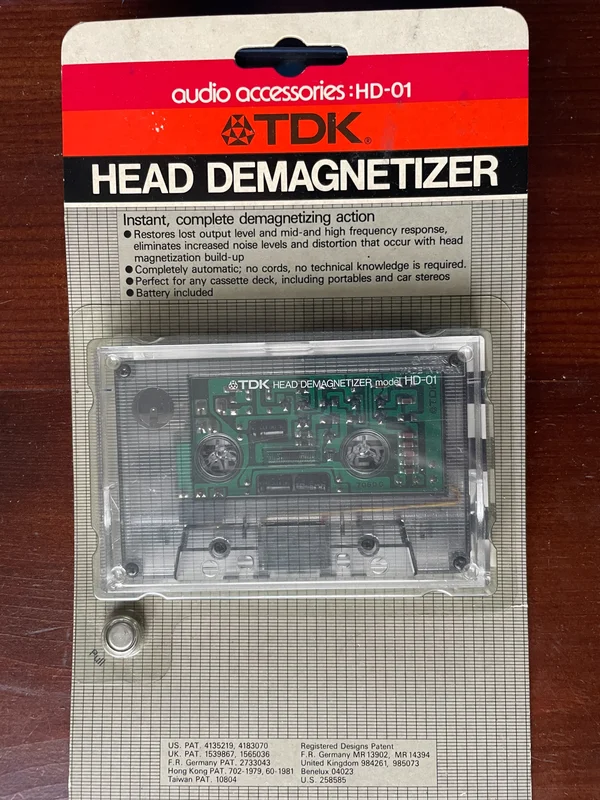 audio accessories:HD-01
TDK®
HEAD DEMAGNETIZER
Instant, complete demagnetizing action
● Restores lost output level and mid-and high frequency response,
eliminates increased noise levels and distortion that occur with head
magnetization build-up
● Completely automatic; no cords, no technical knowledge is required.
● Perfect for any cassette deck, including portables and car stereos
● Battery included
TDK HEAD DEMAGNETIZER model HD-01
Pull
US. PAT. 4135219, 4183070
UK. PAT. 1539867, 1565036
F.R. Germany PAT. 2733043
Hong Kong PAT. 702-1979, 60-1981
Taiwan PAT. 10804
Registered Designs Patent
F.R. Germany MR 13902, MR 14394
United Kingdom 984261, 985073
Benelux 04023
U.S. 258585